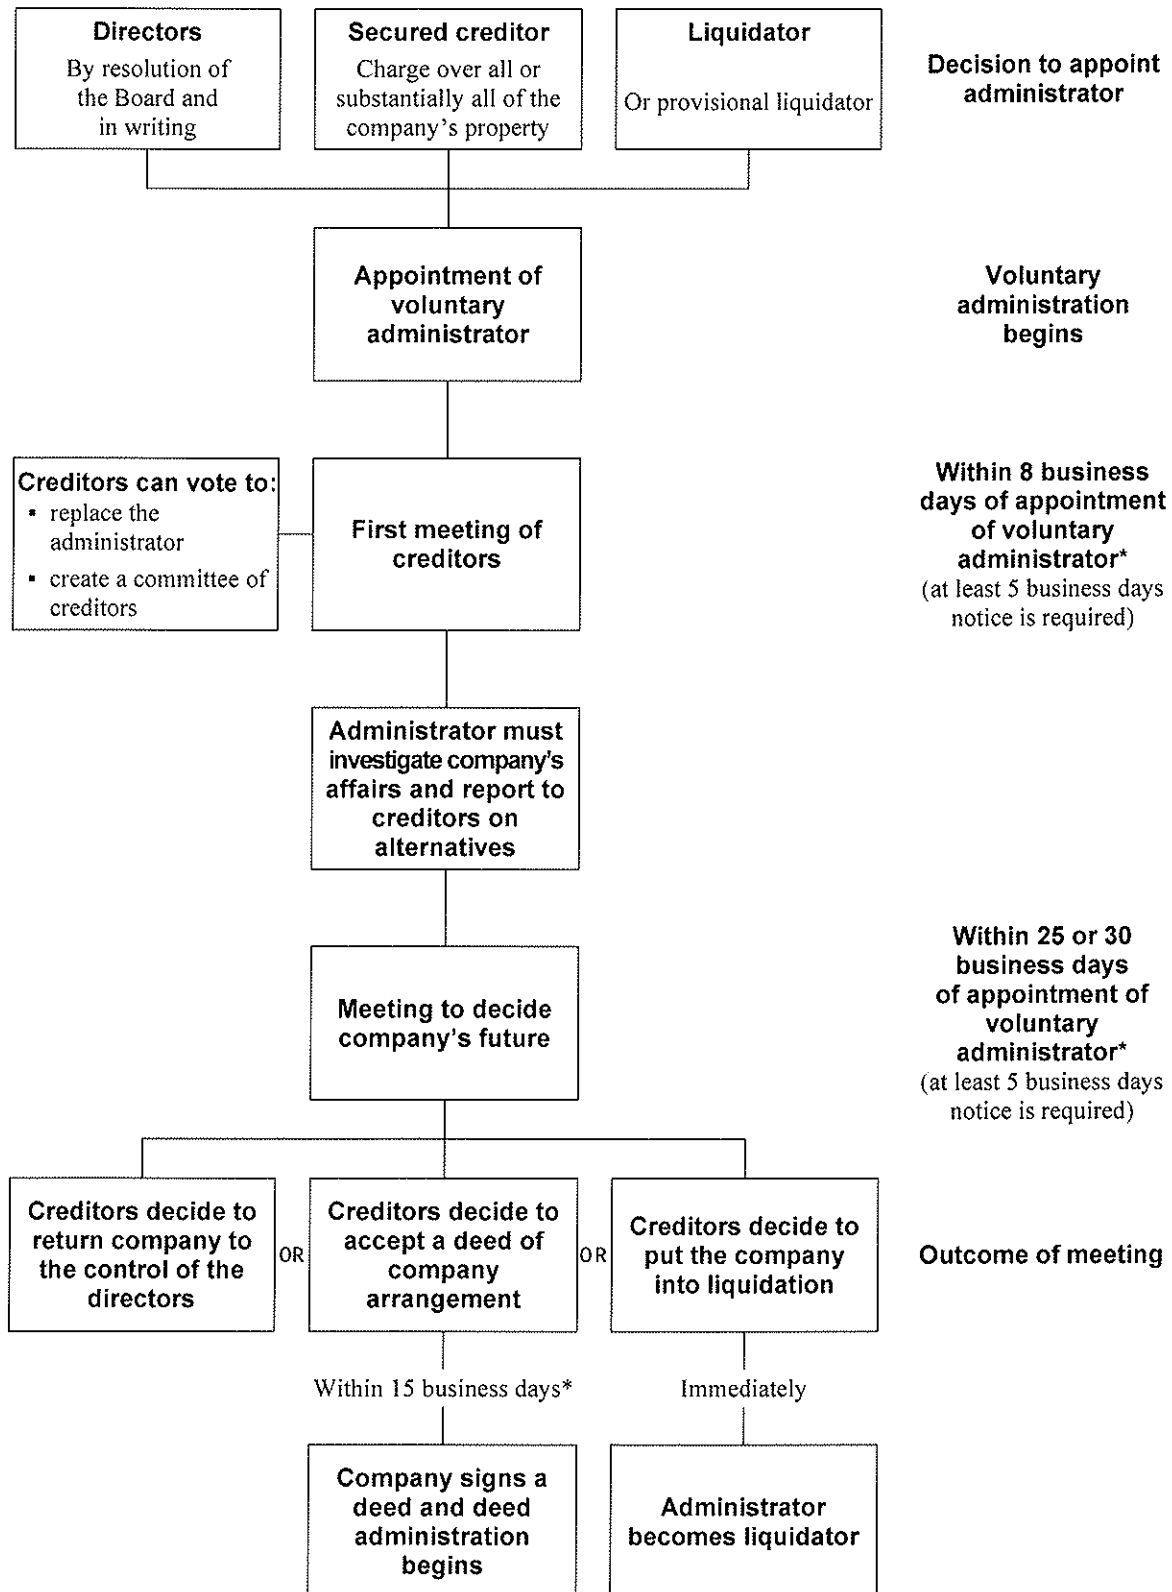 Directors
By resolution of
the Board and
in writing
Secured creditor
Charge over all or
substantially all of the
company's property
Liquidator
Or provisional liquidator
Decision to appoint
administrator
Appointment of
voluntary
administrator
Voluntary
administration
begins
Creditors can vote to:
▪ replace the
administrator
▪ create a committee of
creditors
First meeting of
creditors
Within 8 business
days of appointment
of voluntary
administrator*
(at least 5 business days
notice is required)
Administrator must
investigate company's
affairs and report to
creditors on
alternatives
Meeting to decide
company's future
Within 25 or 30
business days
of appointment of
voluntary
administrator*
(at least 5 business days
notice is required)
Creditors decide to
return company to
the control of the
directors
OR
Creditors decide to
accept a deed of
company
arrangement
OR
Creditors decide to
put the company
into liquidation
Outcome of meeting
Within 15 business days*
Immediately
Company signs a
deed and deed
administration
begins
Administrator
becomes liquidator